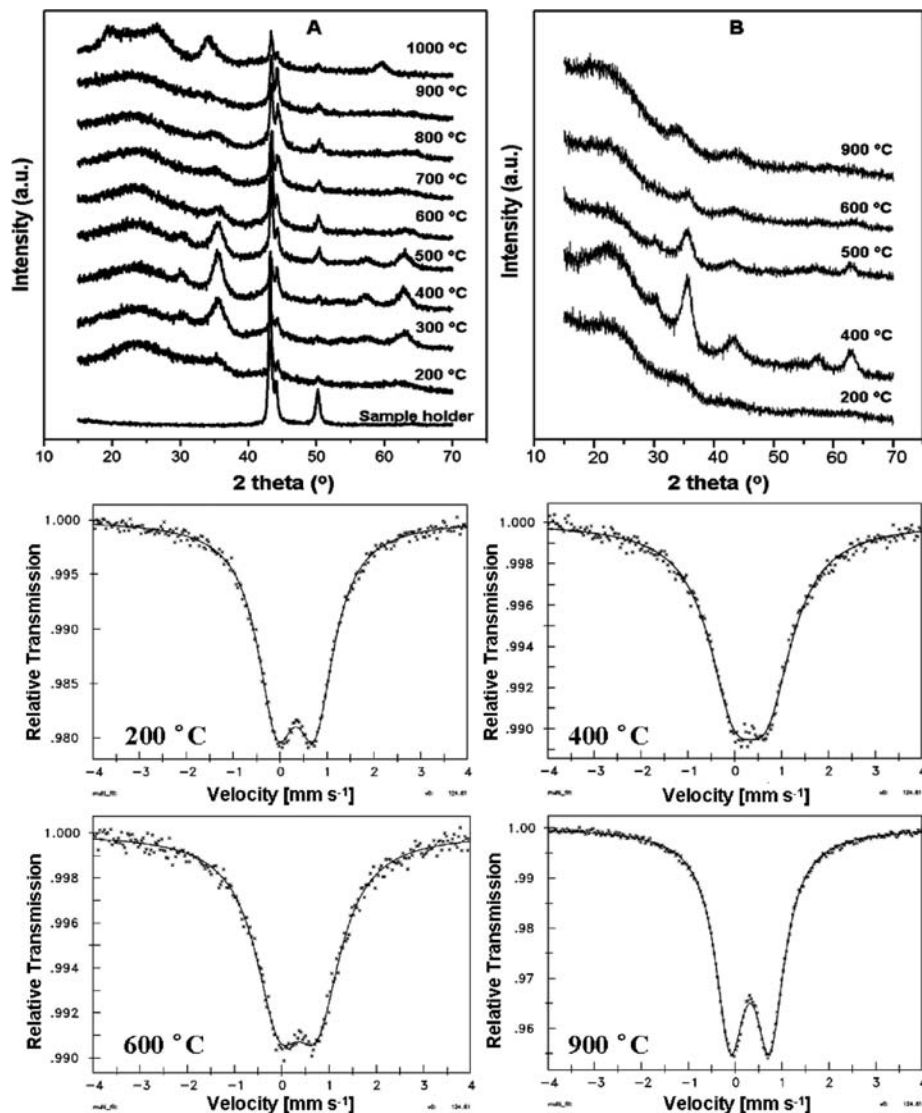 A
1000 °C
900 °C
800 °C
700 °C
600 °C
500 °C
400 °C
300 °C
200 °C
Sample holder
Intensity (a.u.)
10 20 30 40 50 60 70
2 theta (°)
B
900 °C
600 °C
500 °C
400 °C
200 °C
Intensity (a.u.)
10 20 30 40 50 60 70
2 theta (°)
Relative Transmission
1.000
.995
.990
.985
.980
200 °C
-4 -3 -2 -1 0 1 2 3 4
Velocity [mm s-1]
Relative Transmission
1.000
.998
.996
.994
.992
.990
400 °C
-4 -3 -2 -1 0 1 2 3 4
Velocity [mm s-1]
Relative Transmission
1.000
.998
.996
.994
.992
.990
600 °C
-4 -3 -2 -1 0 1 2 3 4
Velocity [mm s-1]
Relative Transmission
1.00
.99
.98
.97
.96
900 °C
-4 -3 -2 -1 0 1 2 3 4
Velocity [mm s-1]